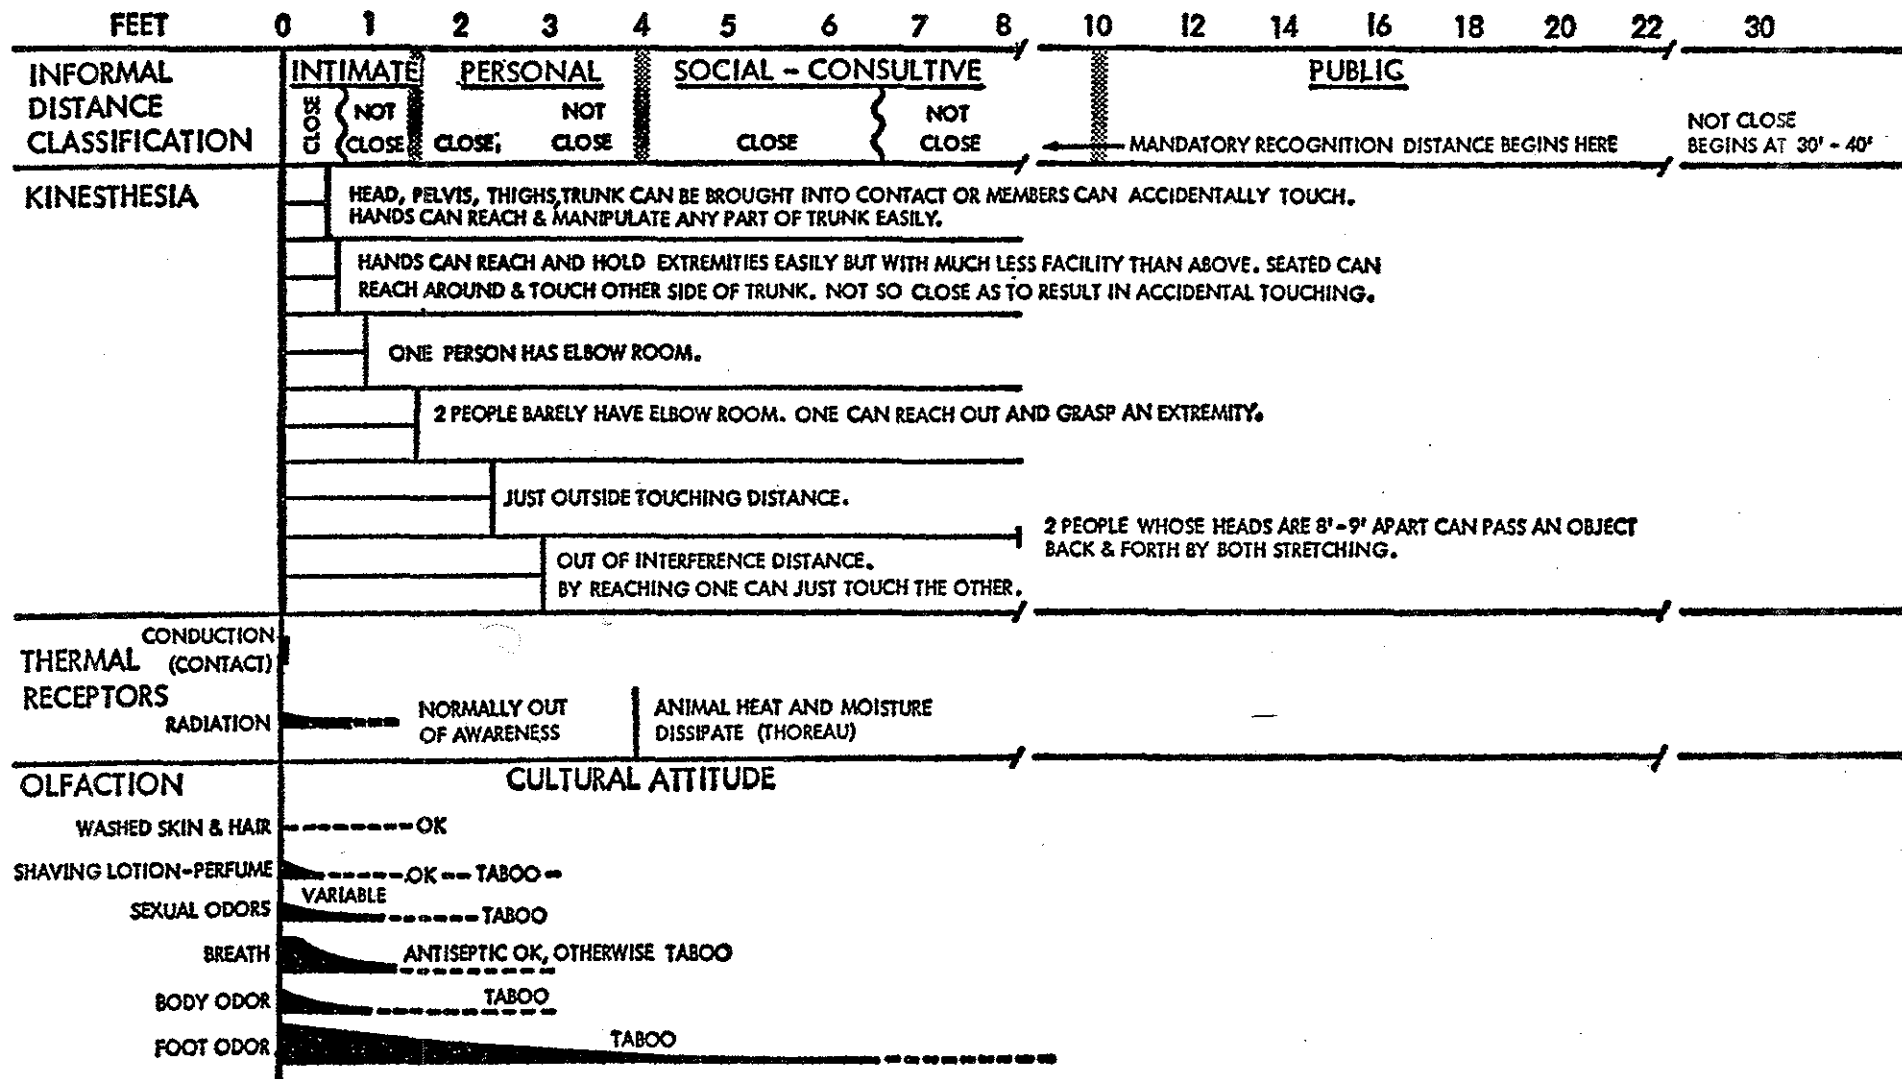 FEET 0 1 2 3 4 5 6 7 8 10 12 14 16 18 20 22 30
INFORMAL
DISTANCE
CLASSIFICATION
INTIMATE PERSONAL SOCIAL - CONSULTIVE PUBLIC
CLOSE
NOT
CLOSE
CLOSE;
NOT
CLOSE
CLOSE
NOT
CLOSE
MANDATORY RECOGNITION DISTANCE BEGINS HERE
NOT CLOSE
BEGINS AT 30' - 40'
KINESTHESIA
HEAD, PELVIS, THIGHS, TRUNK CAN BE BROUGHT INTO CONTACT OR MEMBERS CAN ACCIDENTALLY TOUCH.
HANDS CAN REACH & MANIPULATE ANY PART OF TRUNK EASILY.
HANDS CAN REACH AND HOLD EXTREMITIES EASILY BUT WITH MUCH LESS FACILITY THAN ABOVE. SEATED CAN
REACH AROUND & TOUCH OTHER SIDE OF TRUNK. NOT SO CLOSE AS TO RESULT IN ACCIDENTAL TOUCHING.
ONE PERSON HAS ELBOW ROOM.
2 PEOPLE BARELY HAVE ELBOW ROOM. ONE CAN REACH OUT AND GRASP AN EXTREMITY.
JUST OUTSIDE TOUCHING DISTANCE.
2 PEOPLE WHOSE HEADS ARE 8'-9' APART CAN PASS AN OBJECT
BACK & FORTH BY BOTH STRETCHING.
OUT OF INTERFERENCE DISTANCE.
BY REACHING ONE CAN JUST TOUCH THE OTHER.
THERMAL
RECEPTORS
CONDUCTION
(CONTACT)
RADIATION
NORMALLY OUT
OF AWARENESS
ANIMAL HEAT AND MOISTURE
DISSIPATE (THOREAU)
OLFACTION
CULTURAL ATTITUDE
WASHED SKIN & HAIR OK
SHAVING LOTION-PERFUME OK TABOO
SEXUAL ODORS VARIABLE TABOO
BREATH ANTISEPTIC OK, OTHERWISE TABOO
BODY ODOR TABOO
FOOT ODOR TABOO